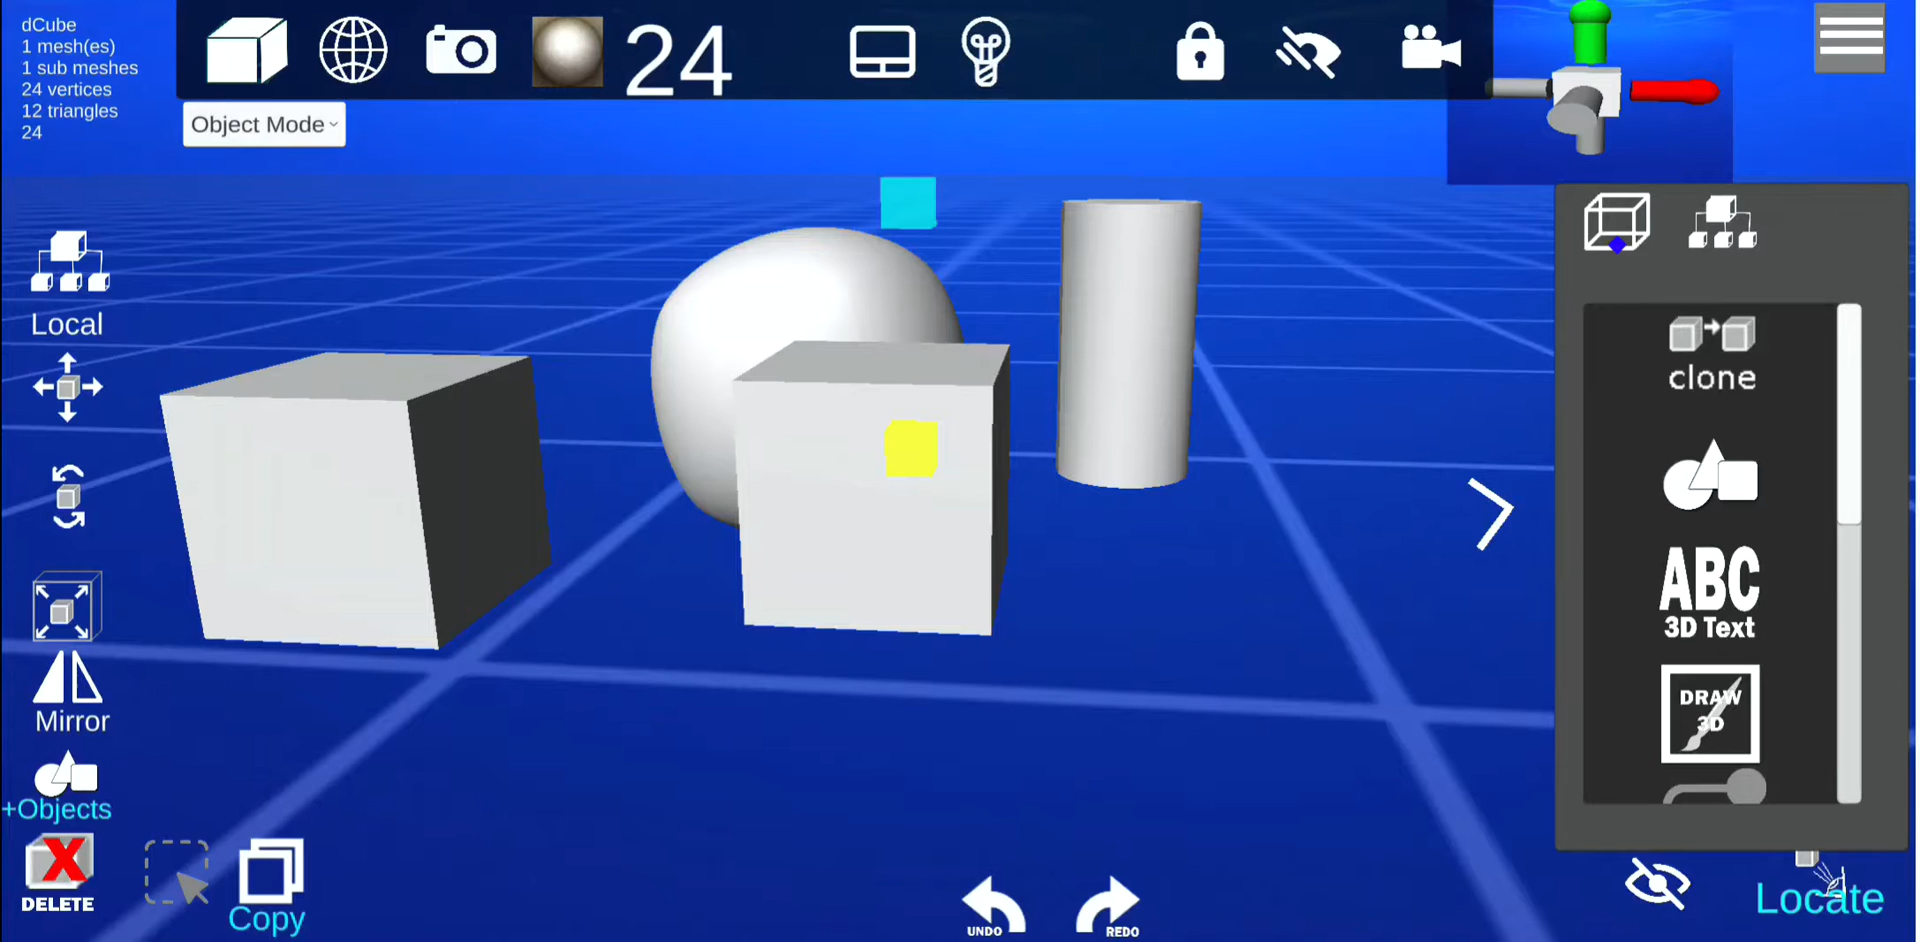 dCube
1 mesh(es)
1 sub meshes
24 vertices
12 triangles
24
24
Object Mode
Local
Mirror
+Objects
X
DELETE
Copy
UNDO
REDO
clone
ABC
3D Text
DRAW
3D
Locate